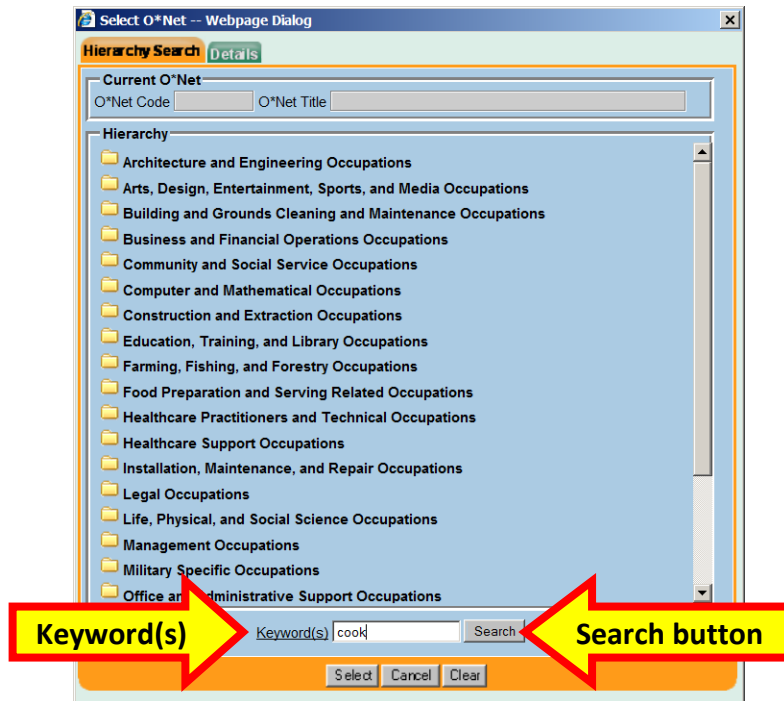 Select O*Net -- Webpage Dialog
Hierarchy Search Details
Current O*Net
O*Net Code O*Net Title
Hierarchy
Architecture and Engineering Occupations
Arts, Design, Entertainment, Sports, and Media Occupations
Building and Grounds Cleaning and Maintenance Occupations
Business and Financial Operations Occupations
Community and Social Service Occupations
Computer and Mathematical Occupations
Construction and Extraction Occupations
Education, Training, and Library Occupations
Farming, Fishing, and Forestry Occupations
Food Preparation and Serving Related Occupations
Healthcare Practitioners and Technical Occupations
Healthcare Support Occupations
Installation, Maintenance, and Repair Occupations
Legal Occupations
Life, Physical, and Social Science Occupations
Management Occupations
Military Specific Occupations
Office and Administrative Support Occupations
Keyword(s) Keyword(s) cook Search Search button
Select Cancel Clear